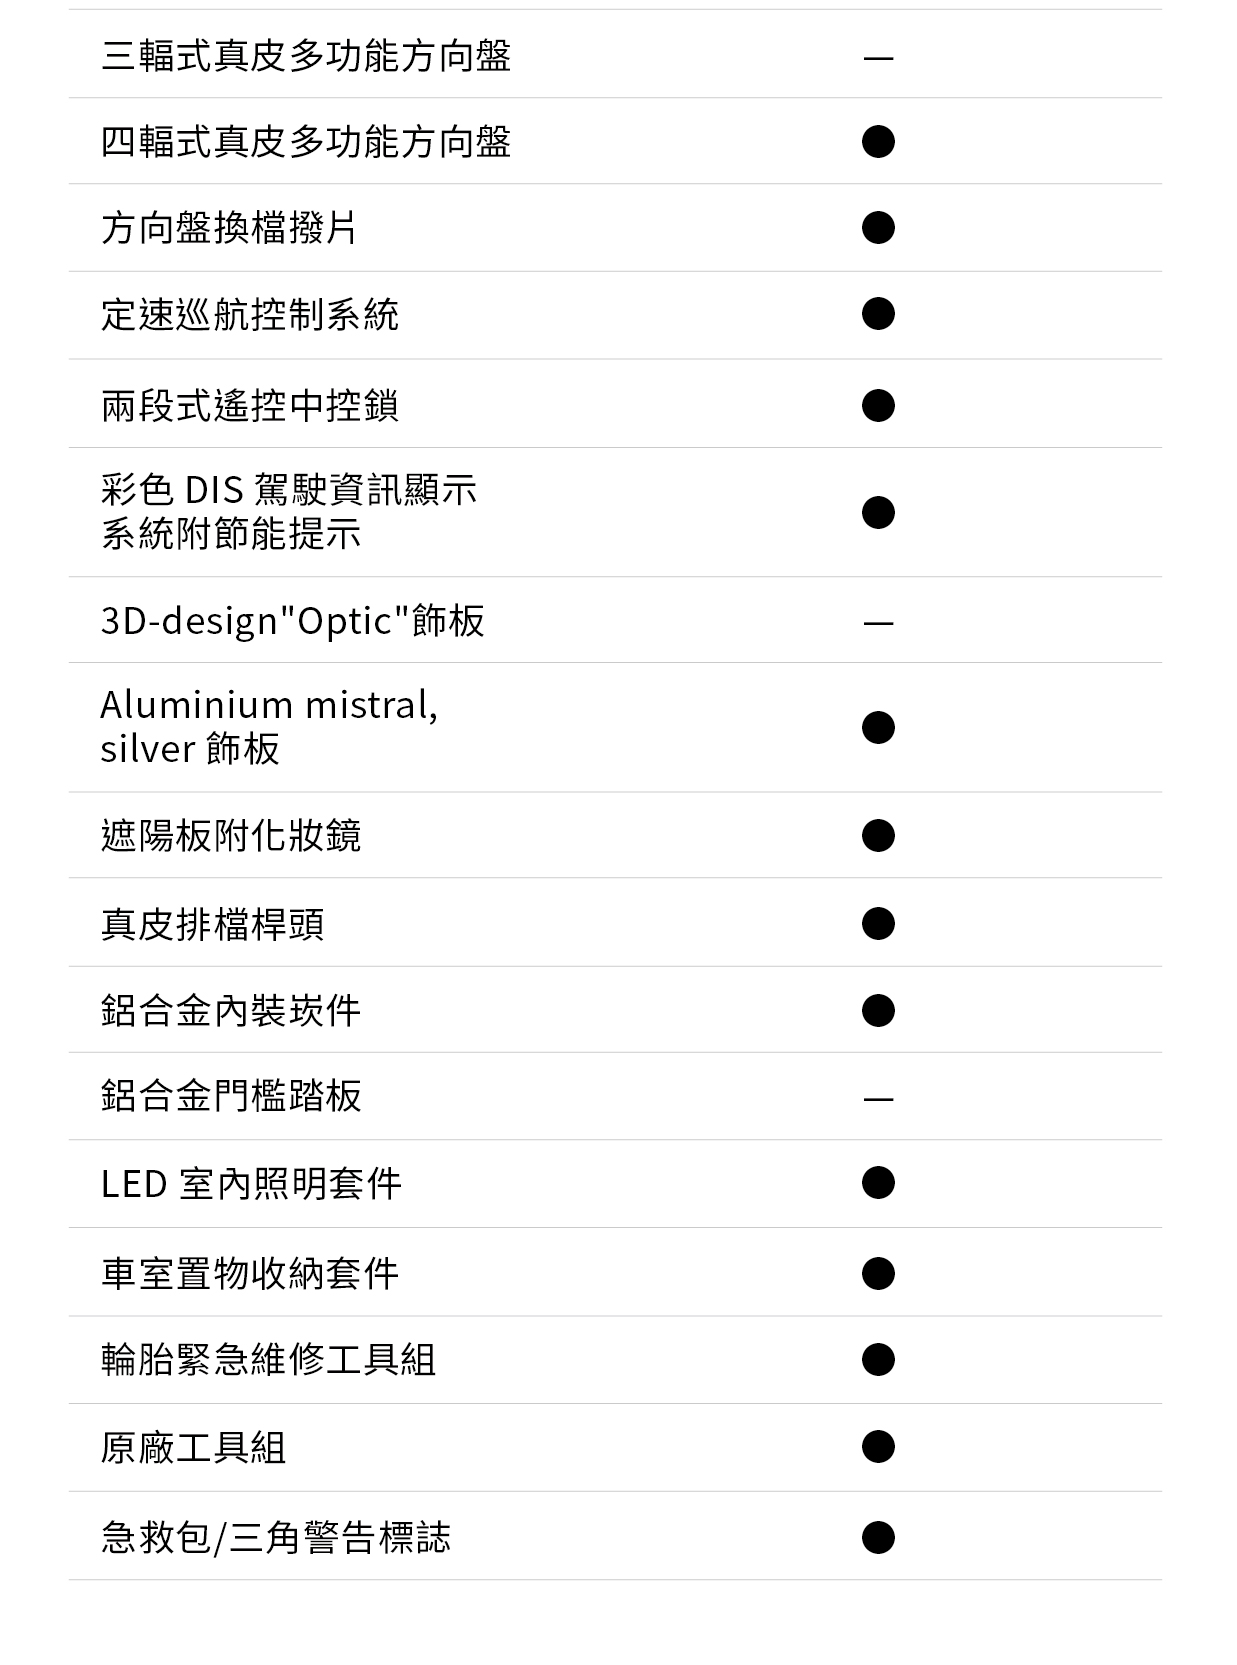 三輻式真皮多功能方向盤 —
四輻式真皮多功能方向盤 ●
方向盤換檔撥片 ●
定速巡航控制系統 ●
兩段式遙控中控鎖 ●
彩色 DIS 駕駛資訊顯示
系統附節能提示 ●
3D-design"Optic"飾板 —
Aluminium mistral,
silver 飾板 ●
遮陽板附化妝鏡 ●
真皮排檔桿頭 ●
鋁合金內裝崁件 ●
鋁合金門檻踏板 —
LED 室內照明套件 ●
車室置物收納套件 ●
輪胎緊急維修工具組 ●
原廠工具組 ●
急救包/三角警告標誌 ●